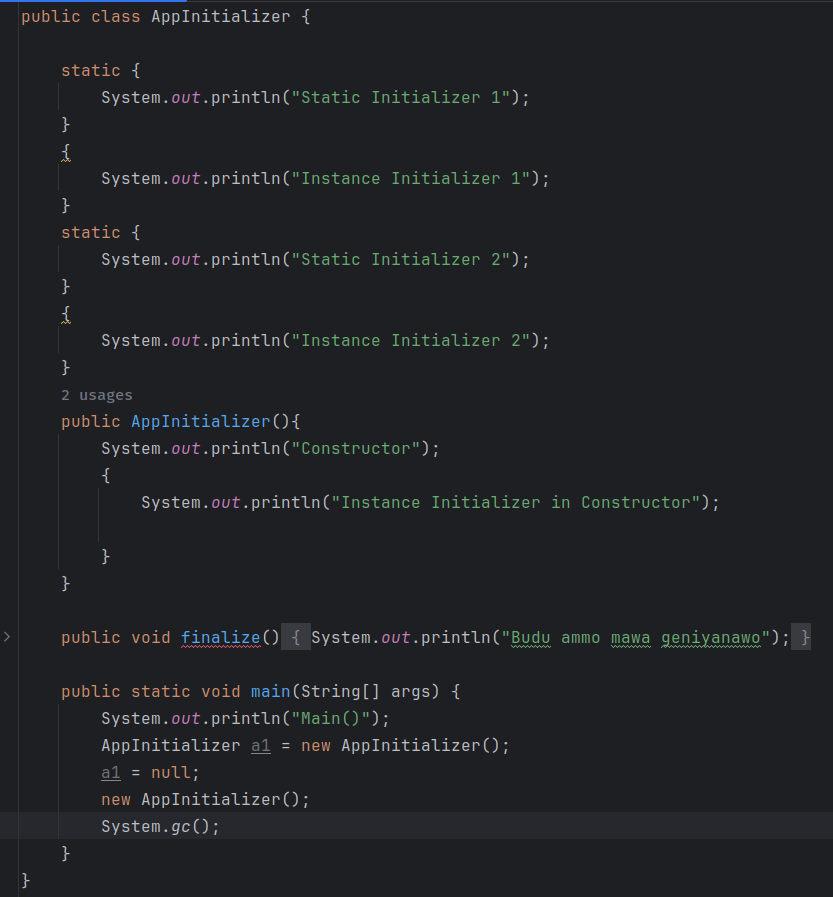 public class AppInitializer {
static {
System.out.println("Static Initializer 1");
}
{
System.out.println("Instance Initializer 1");
}
static {
System.out.println("Static Initializer 2");
}
{
System.out.println("Instance Initializer 2");
}
2 usages
public AppInitializer(){
System.out.println("Constructor");
{
System.out.println("Instance Initializer in Constructor");
}
}
public void finalize() { System.out.println("Budu ammo mawa geniyanawo"); }
public static void main(String[] args) {
System.out.println("Main()");
AppInitializer a1 = new AppInitializer();
a1 = null;
new AppInitializer();
System.gc();
}
}